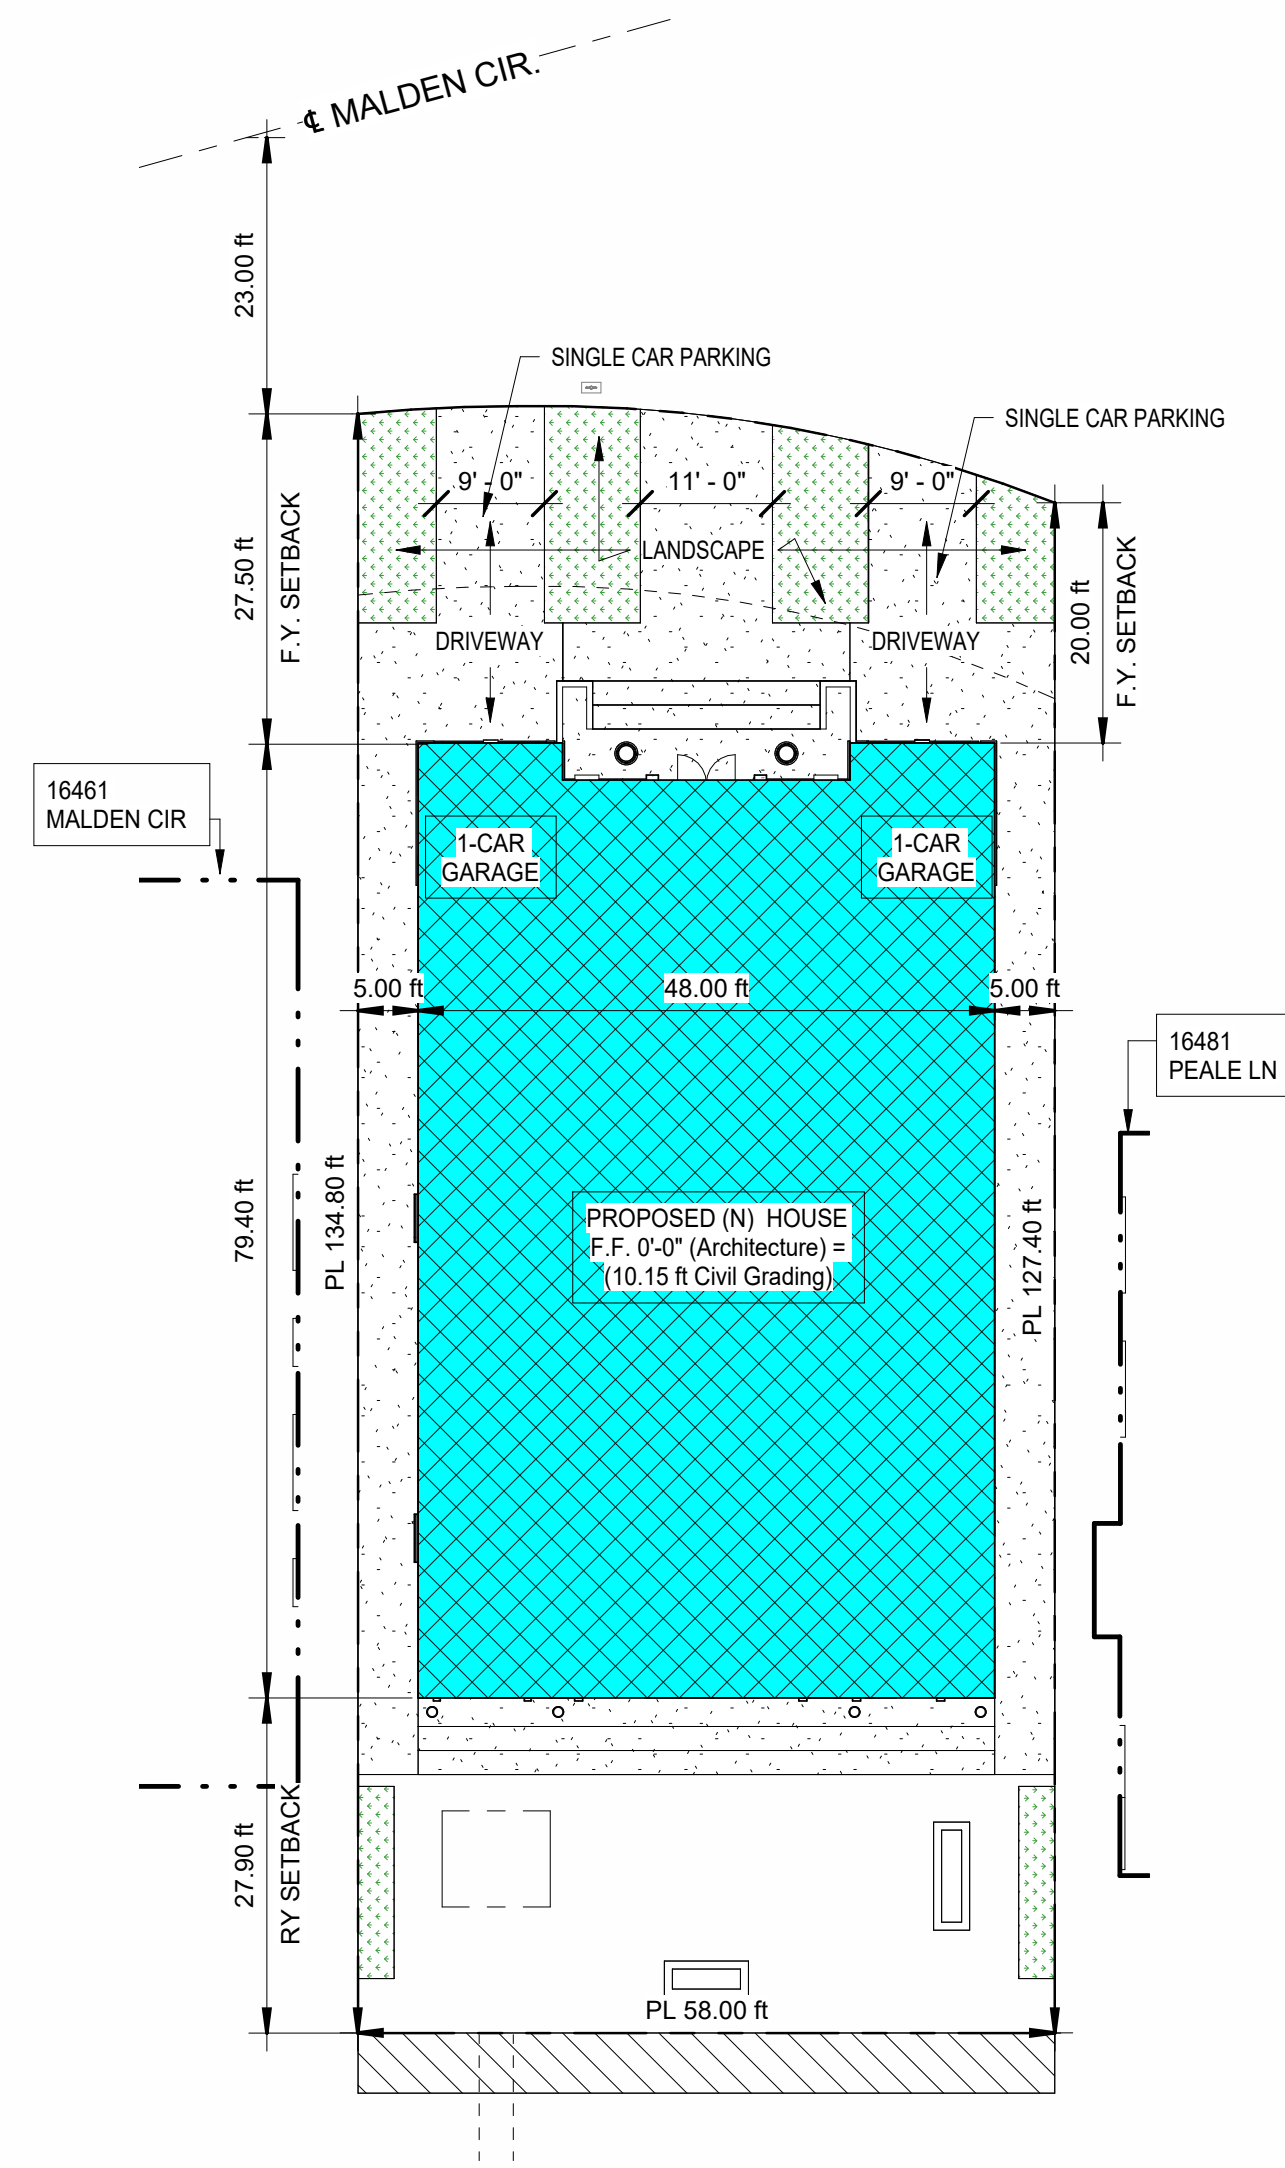 ℄ MALDEN CIR.
23.00 ft
SINGLE CAR PARKING
SINGLE CAR PARKING
9' - 0"
11' - 0"
9' - 0"
27.50 ft
F.Y. SETBACK
LANDSCAPE
20.00 ft
F.Y. SETBACK
DRIVEWAY
DRIVEWAY
16461
MALDEN CIR
1-CAR
GARAGE
1-CAR
GARAGE
5.00 ft
48.00 ft
5.00 ft
16481
PEALE LN
79.40 ft
PL 134.80 ft
PROPOSED (N) HOUSE
F.F. 0'-0" (Architecture) =
(10.15 ft Civil Grading)
PL 127.40 ft
27.90 ft
RY SETBACK
PL 58.00 ft